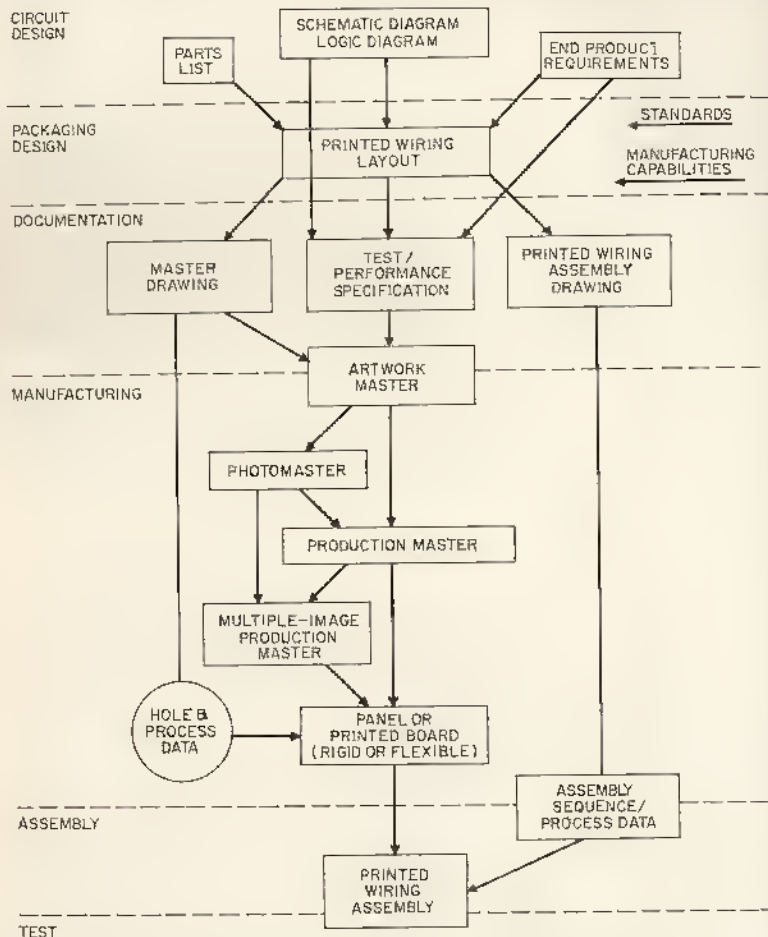 CIRCUIT
DESIGN
PARTS
LIST
SCHEMATIC DIAGRAM
LOGIC DIAGRAM
END PRODUCT
REQUIREMENTS
PACKAGING
DESIGN
PRINTED WIRING
LAYOUT
STANDARDS
MANUFACTURING
CAPABILITIES
DOCUMENTATION
MASTER
DRAWING
TEST/
PERFORMANCE
SPECIFICATION
PRINTED WIRING
ASSEMBLY
DRAWING
ARTWORK
MASTER
MANUFACTURING
PHOTOMASTER
PRODUCTION MASTER
MULTIPLE-IMAGE
PRODUCTION
MASTER
HOLE &
PROCESS
DATA
PANEL OR
PRINTED BOARD
(RIGID OR FLEXIBLE)
ASSEMBLY
SEQUENCE/
PROCESS DATA
ASSEMBLY
PRINTED
WIRING
ASSEMBLY
TEST